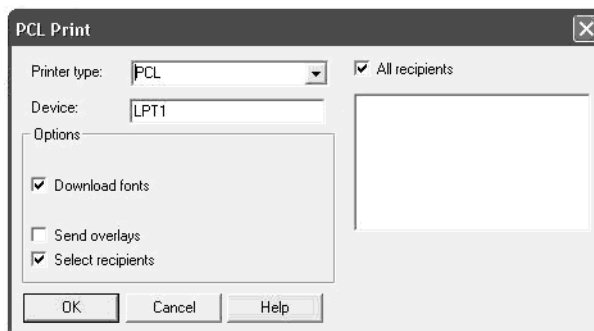 PCL Print
Printer type: PCL
Device: LPT1
Options
Download fonts
Send overlays
Select recipients
OK Cancel Help
All recipients